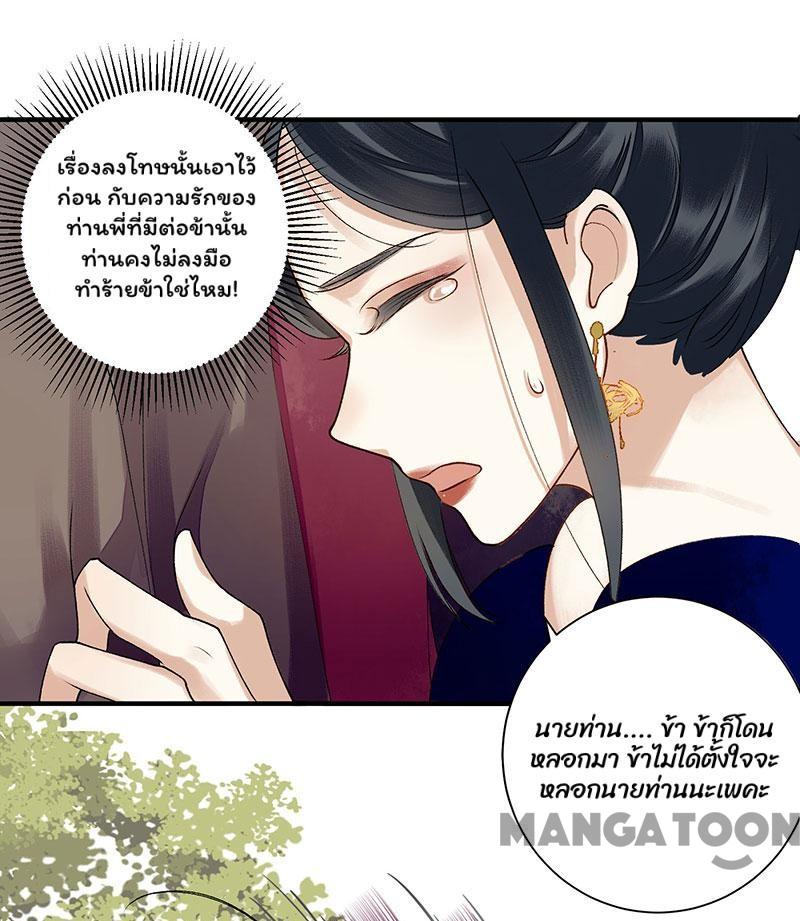 เรื่องลงโทษนั้นเอาไว้
ก่อน กับความรักของ
ท่านพี่ที่มีต่อข้านั้น
ท่านคงไม่ลงมือ
ทำร้ายข้าใช่ไหม!
นายท่าน.... ข้า ข้าก็โดน
หลอกมา ข้าไม่ได้ตั้งใจจะ
หลอกนายท่านนะเพคะ
MANGATOON